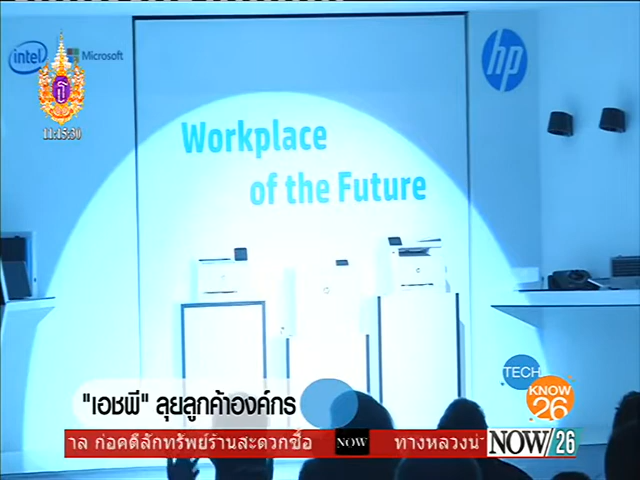 intel
Microsoft
hp
11:15:30
Workplace
of the Future
TECH
KNOW
26
"เอชพี" ลุยลูกค้าองค์กร
าล ก่อคดีลักทรัพย์ร้านสะดวกซื้อ NOW ทางหลวงน่
NOW/26